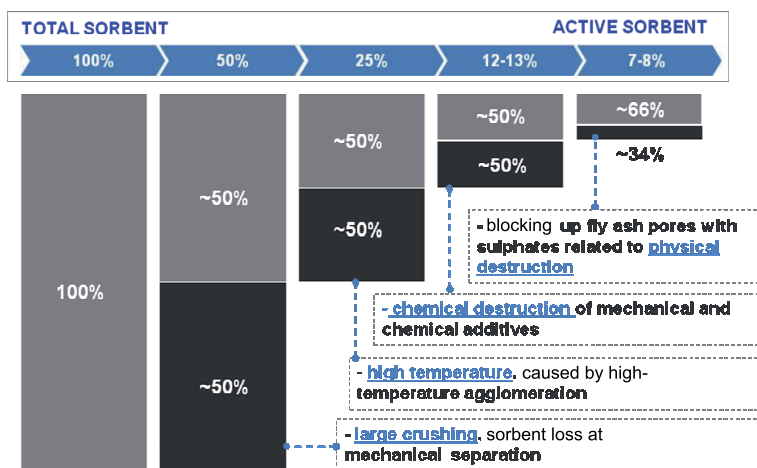 TOTAL SORBENT
ACTIVE SORBENT
100%
50%
25%
12-13%
7-8%
100%
~50%
~50%
~50%
~50%
~50%
~50%
~66%
~34%
- blocking up fly ash pores with
sulphates related to physical
destruction
- chemical destruction of mechanical and
chemical additives
- high temperature, caused by high-
temperature agglomeration
- large crushing, sorbent loss at
mechanical separation